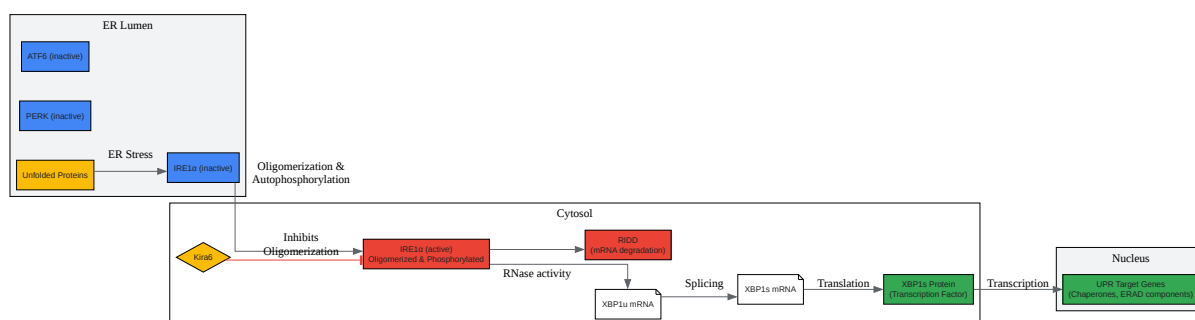 ER Lumen
ATF6 (inactive)
PERK (inactive)
Unfolded Proteins
ER Stress
IRE1α (inactive)
Oligomerization &
Autophosphorylation
Cytosol
Kira6
Inhibits
Oligomerization
IRE1α (active)
Oligomerized & Phosphorylated
RIDD
(mRNA degradation)
RNase activity
XBP1u mRNA
Splicing
XBP1s mRNA
Translation
XBP1s Protein
(Transcription Factor)
Transcription
Nucleus
UPR Target Genes
(Chaperones, ERAD components)